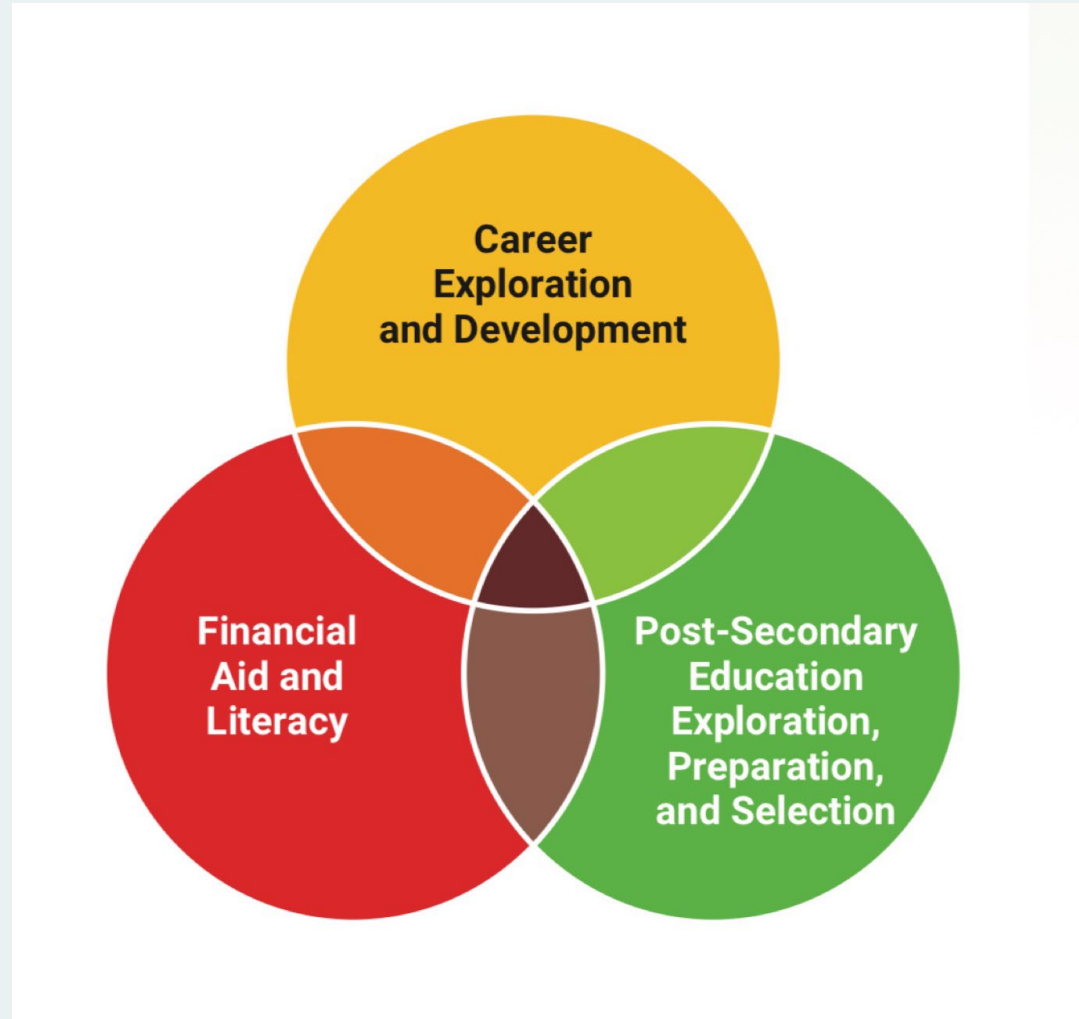 Career
Exploration
and Development
Financial
Aid and
Literacy
Post-Secondary
Education
Exploration,
Preparation,
and Selection